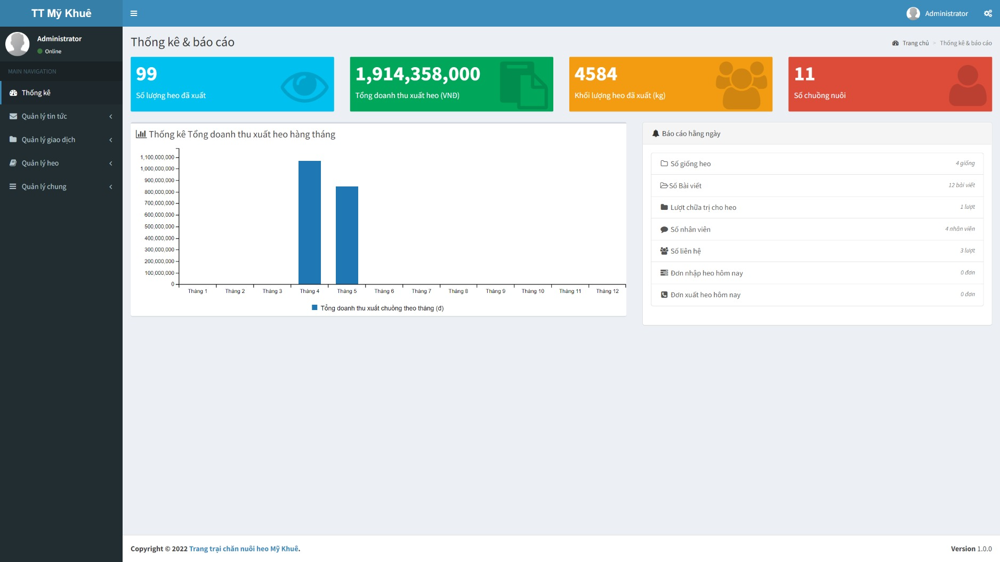 TT Mỹ Khuê
Administrator
Administrator
Online
MAIN NAVIGATION
Thống kê
Quản lý tin tức
Quản lý giao dịch
Quản lý heo
Quản lý chung
Thống kê & báo cáo
Trang chủ > Thống kê & báo cáo
99
Số lượng heo đã xuất
1,914,358,000
Tổng doanh thu xuất heo (VNĐ)
4584
Khối lượng heo đã xuất (kg)
11
Số chuồng nuôi
Thống kê Tổng doanh thu xuất heo hàng tháng
1,100,000,000
1,000,000,000
900,000,000
800,000,000
700,000,000
600,000,000
500,000,000
400,000,000
300,000,000
200,000,000
100,000,000
0
Tháng 1 Tháng 2 Tháng 3 Tháng 4 Tháng 5 Tháng 6 Tháng 7 Tháng 8 Tháng 9 Tháng 10 Tháng 11 Tháng 12
Tổng doanh thu xuất chuồng theo tháng (đ)
Báo cáo hằng ngày
Số giống heo 4 giống
Số Bài viết 12 bài viết
Lượt chữa trị cho heo 1 lượt
Số nhân viên 4 nhân viên
Số liên hệ 3 lượt
Đơn nhập heo hôm nay 0 đơn
Đơn xuất heo hôm nay 0 đơn
Copyright © 2022 Trang trại chăn nuôi heo Mỹ Khuê.
Version 1.0.0